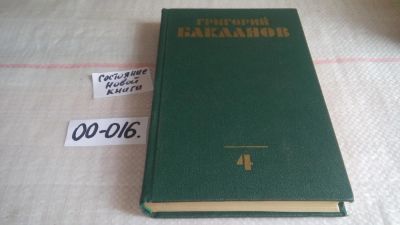 ГРИГОРИЙ
БАКЛАНОВ
Состояние
новой
книги
00-016.
4